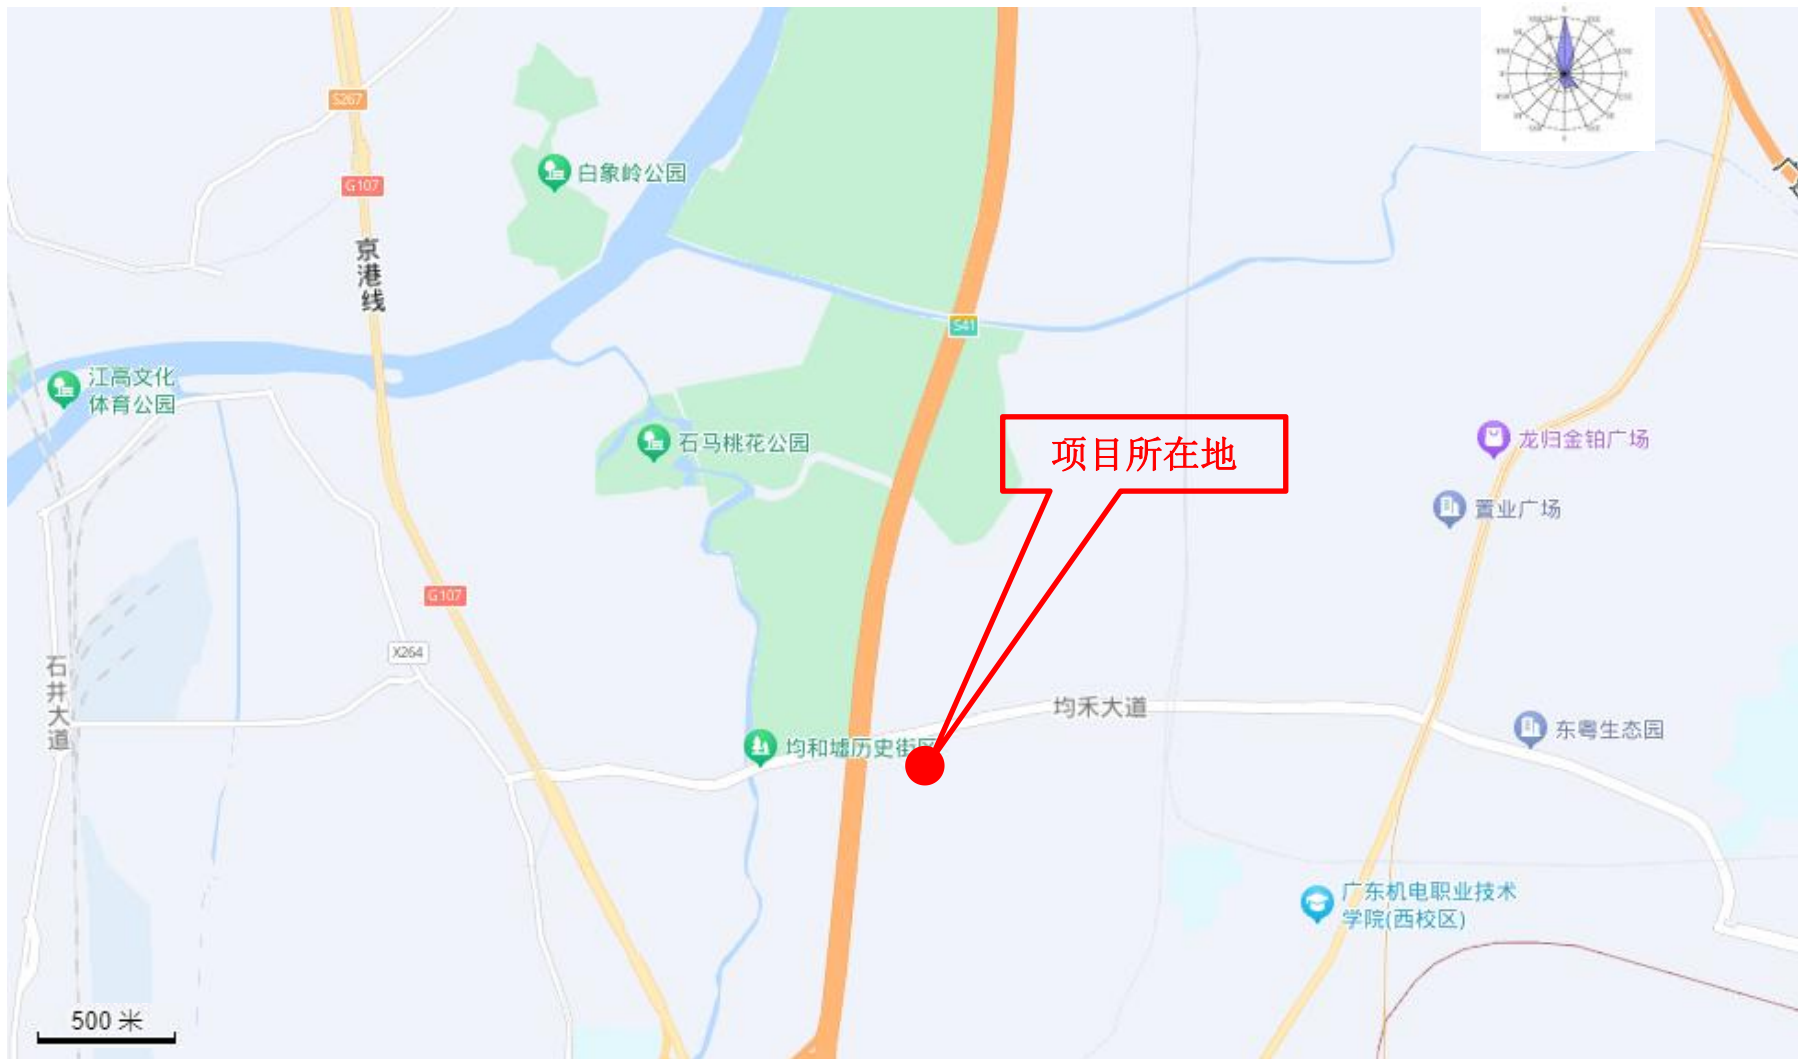 S267
白象岭公园
G107
京
港
线
S41
江高文化
体育公园
石马桃花公园
项目所在地
龙归金铂广场
置业广场
G107
X264
石
井
大
道
均禾大道
均和墟历史街区
东粤生态园
广东机电职业技术
学院(西校区)
500 米